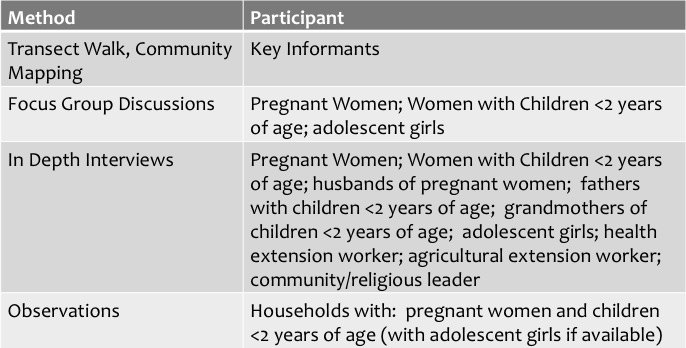 Method Participant
Transect Walk, Community Key Informants
Mapping
Focus Group Discussions Pregnant Women; Women with Children <2 years
of age; adolescent girls
In Depth Interviews Pregnant Women; Women with Children <2 years
of age; husbands of pregnant women;  fathers
with children <2 years of age;  grandmothers of
children <2 years of age;  adolescent girls; health
extension worker; agricultural extension worker;
community/religious leader
Observations Households with:  pregnant women and children
<2 years of age (with adolescent girls if available)